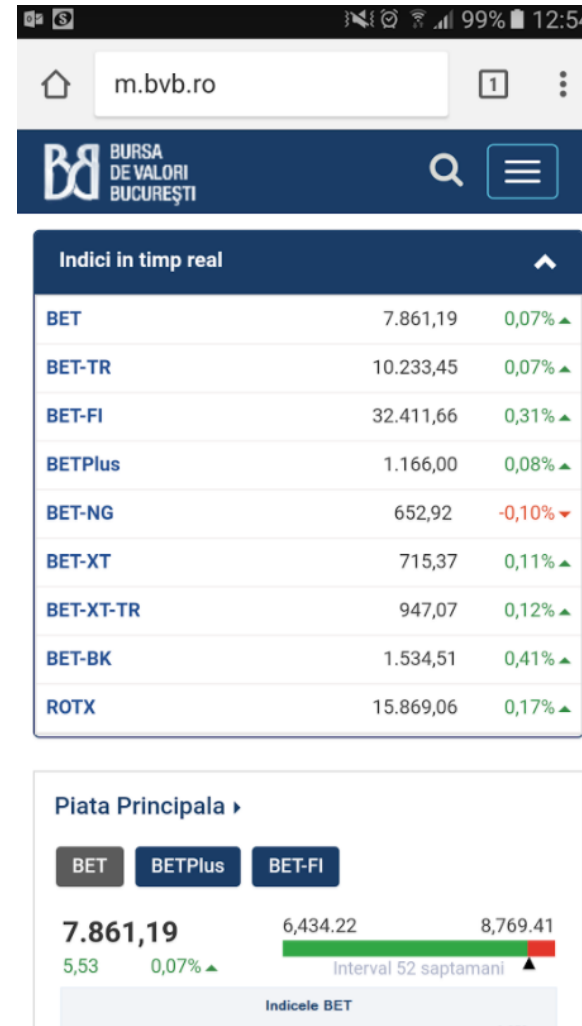 99% 12:54
m.bvb.ro 1
BURSA
DE VALORI
BUCUREŞTI
Indici in timp real
BET 7.861,19 0,07%
BET-TR 10.233,45 0,07%
BET-FI 32.411,66 0,31%
BETPlus 1.166,00 0,08%
BET-NG 652,92 -0,10%
BET-XT 715,37 0,11%
BET-XT-TR 947,07 0,12%
BET-BK 1.534,51 0,41%
ROTX 15.869,06 0,17%
Piata Principala
BET BETPlus BET-FI
7.861,19 6,434.22 8,769.41
5,53 0,07% Interval 52 saptamani
Indicele BET